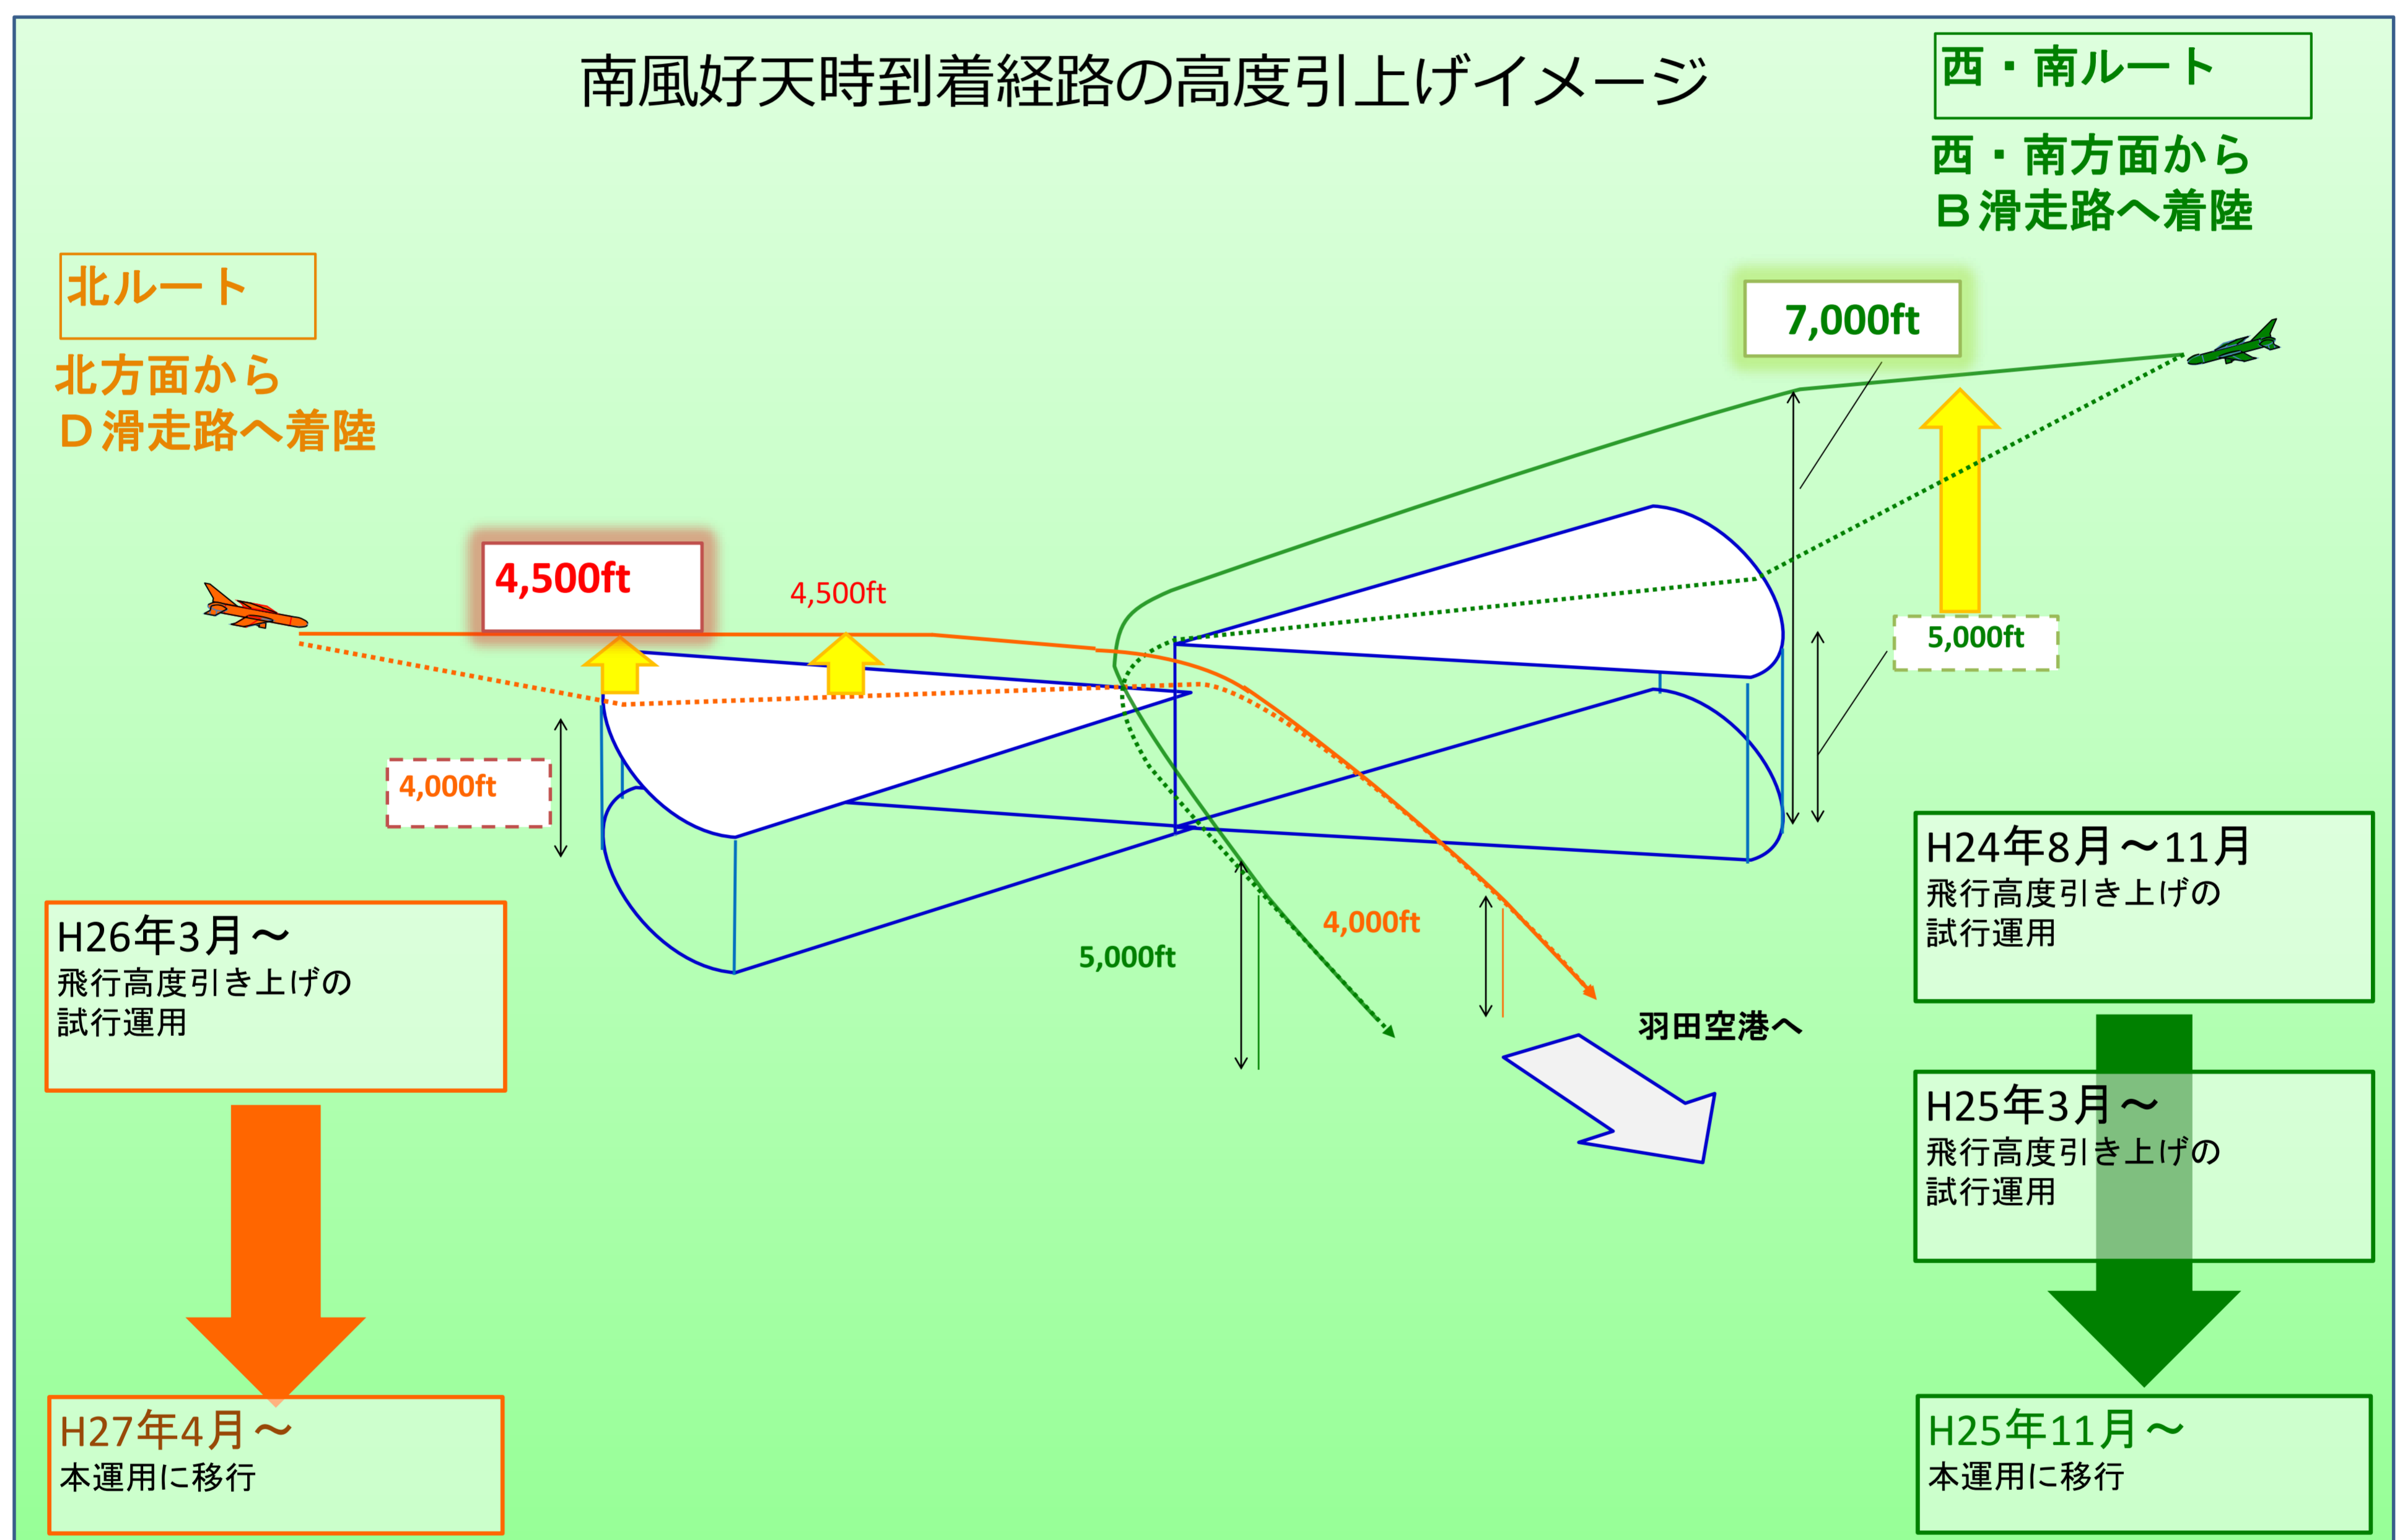 南風好天時到着経路の高度引上げイメージ
西・南ルート
西・南方面から
Ｂ滑走路へ着陸
北ルート
北方面から
Ｄ滑走路へ着陸
7,000ft
4,500ft
4,500ft
5,000ft
4,000ft
H24年8月～11月
飛行高度引き上げの
試行運用
H26年3月～
飛行高度引き上げの
試行運用
4,000ft
5,000ft
羽田空港へ
H25年3月～
飛行高度引き上げの
試行運用
H27年4月～
本運用に移行
H25年11月～
本運用に移行